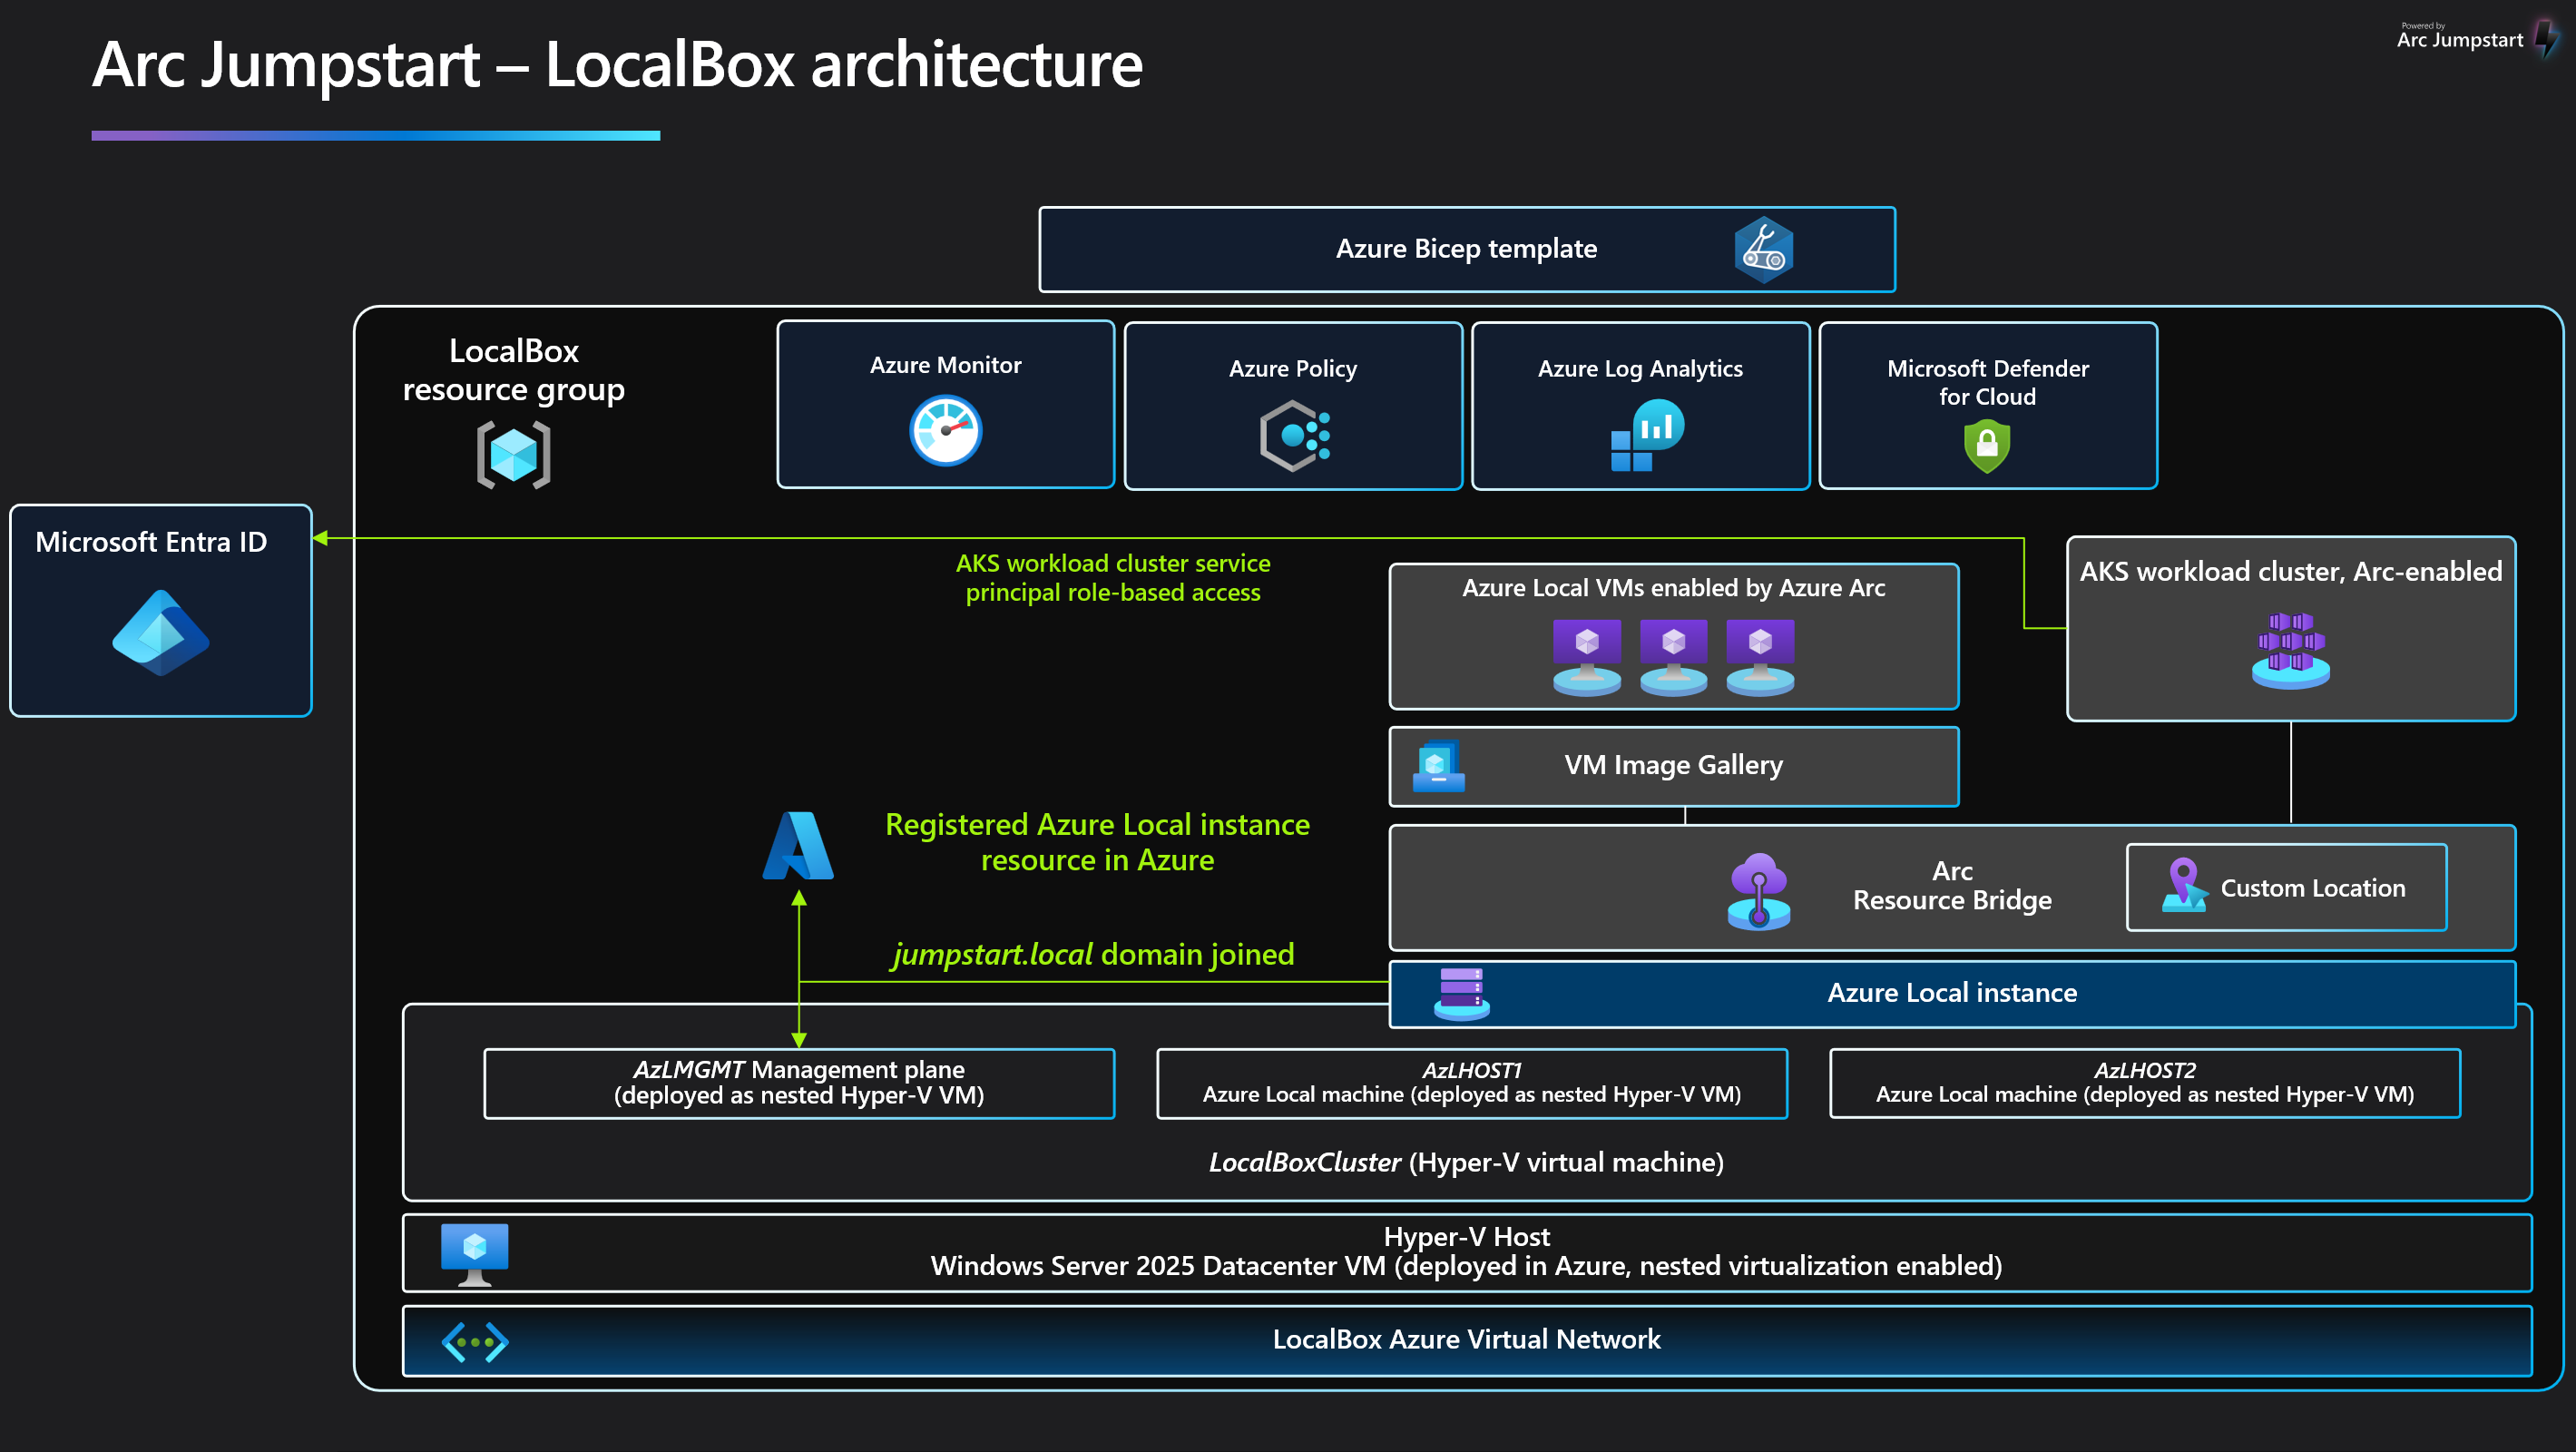 Powered by
Arc Jumpstart
Arc Jumpstart – LocalBox architecture
Azure Bicep template
LocalBox
resource group
Azure Monitor
Azure Policy
Azure Log Analytics
Microsoft Defender
for Cloud
Microsoft Entra ID
AKS workload cluster service
principal role-based access
Azure Local VMs enabled by Azure Arc
AKS workload cluster, Arc-enabled
VM Image Gallery
Registered Azure Local instance
resource in Azure
Arc
Resource Bridge
Custom Location
jumpstart.local domain joined
Azure Local instance
AzLMGMT Management plane
(deployed as nested Hyper-V VM)
AzLHOST1
Azure Local machine (deployed as nested Hyper-V VM)
AzLHOST2
Azure Local machine (deployed as nested Hyper-V VM)
LocalBoxCluster (Hyper-V virtual machine)
Hyper-V Host
Windows Server 2025 Datacenter VM (deployed in Azure, nested virtualization enabled)
LocalBox Azure Virtual Network